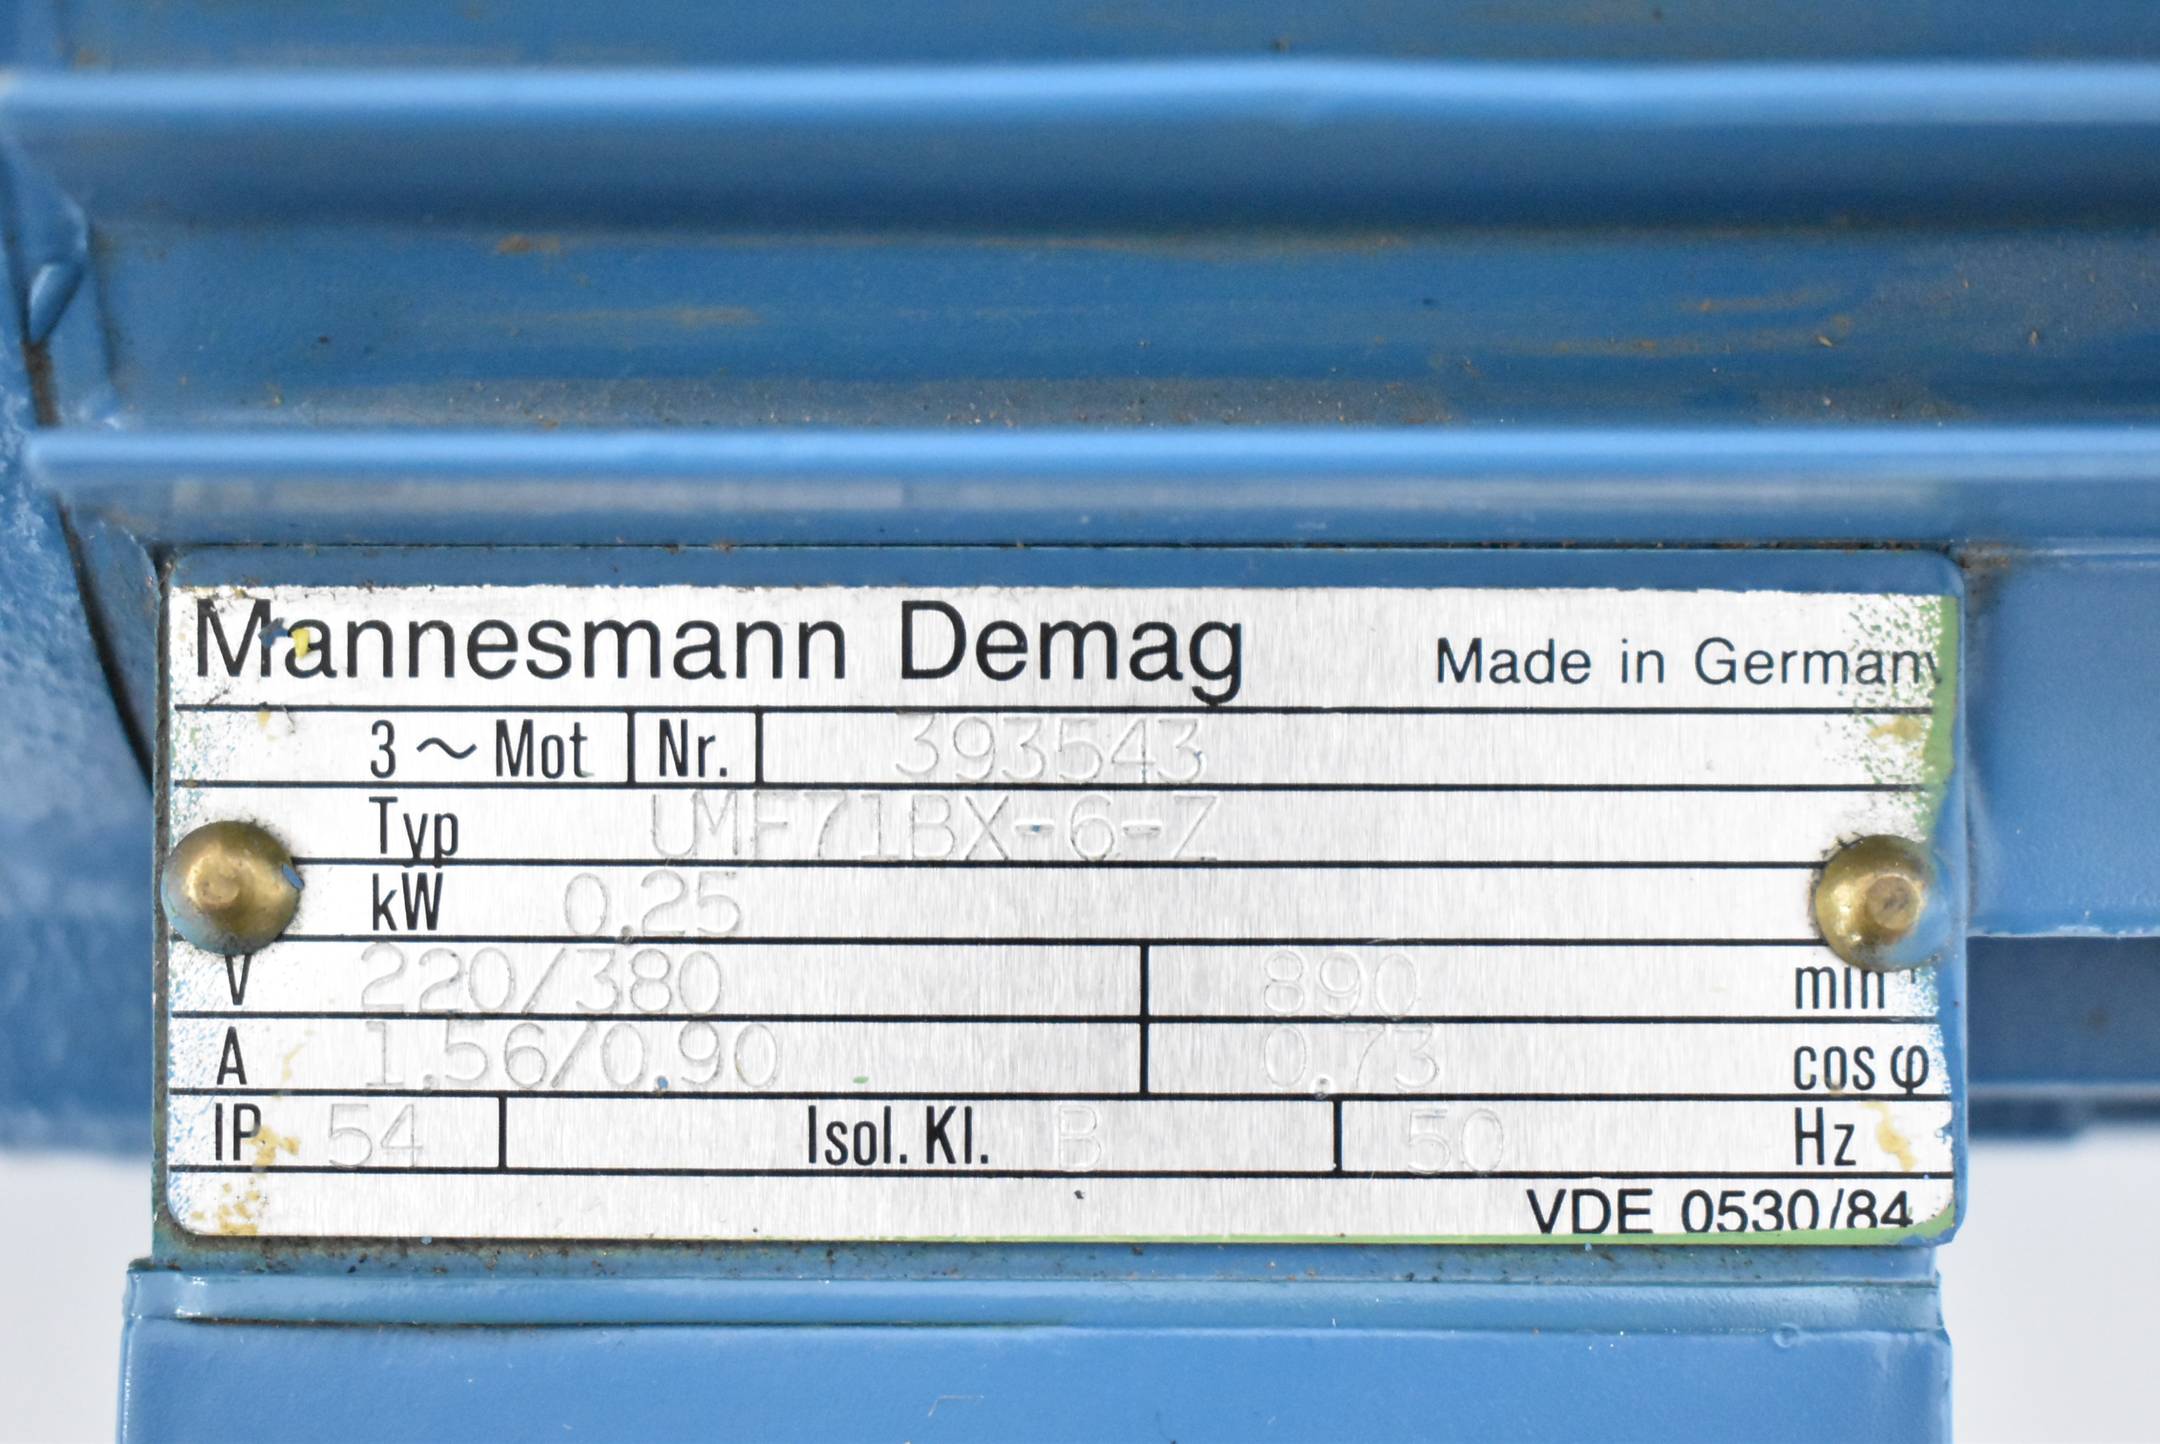 Mannesmann Demag Made in Germany
3 ~ Mot Nr. 393543
Typ UMF71BX-6-Z
kW 0,25
V 220/380 890 min⁻¹
A 1,56/0,90 0,73 cos φ
IP 54 Isol. Kl. B 50 Hz
VDE 0530/84